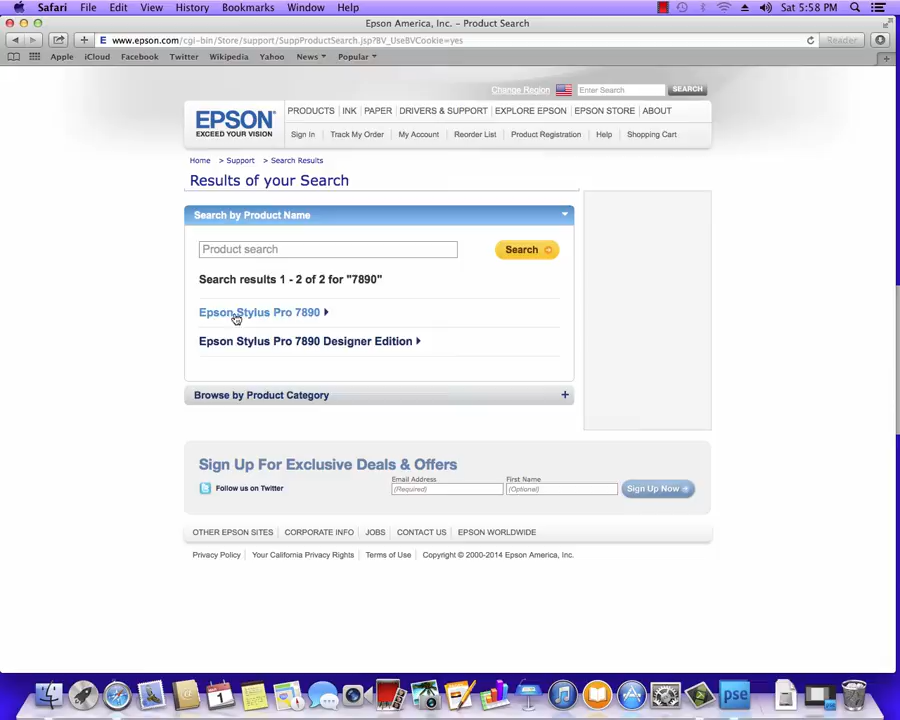 Safari File Edit View History Bookmarks Window Help Sat 5:58 PM
Epson America, Inc. – Product Search
E www.epson.com/cgi-bin/Store/support/SuppProductSearch.jsp?BV_UseBVCookie=yes Reader
Apple iCloud Facebook Twitter Wikipedia Yahoo News Popular
Change Region Enter Search SEARCH
EPSON PRODUCTS INK PAPER DRIVERS & SUPPORT EXPLORE EPSON EPSON STORE ABOUT
EXCEED YOUR VISION Sign In Track My Order My Account Reorder List Product Registration Help Shopping Cart
Home > Support > Search Results
Results of your Search
Search by Product Name
Product search Search
Search results 1 - 2 of 2 for "7890"
Epson Stylus Pro 7890
Epson Stylus Pro 7890 Designer Edition
Browse by Product Category +
Sign Up For Exclusive Deals & Offers
Email Address First Name
Follow us on Twitter (Required) (Optional) Sign Up Now
OTHER EPSON SITES CORPORATE INFO JOBS CONTACT US EPSON WORLDWIDE
Privacy Policy Your California Privacy Rights Terms of Use Copyright © 2000-2014 Epson America, Inc.
1 pse